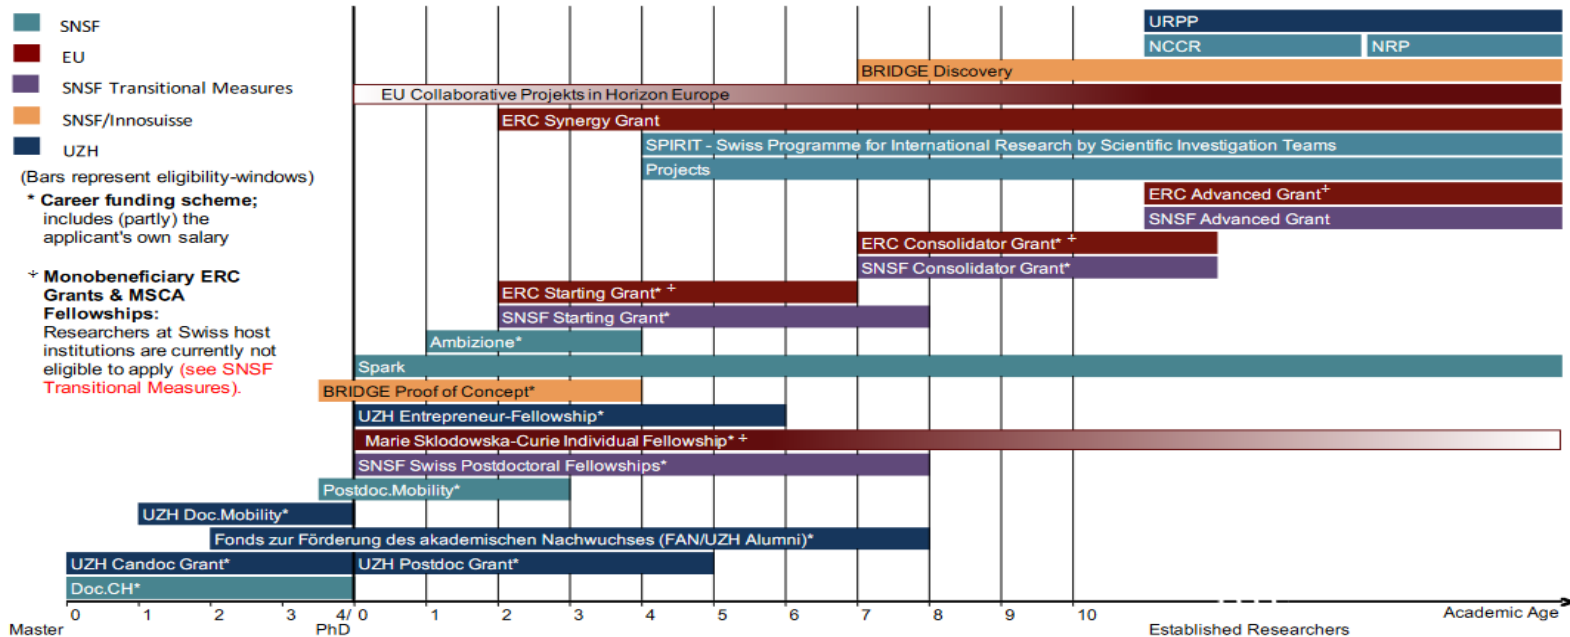 SNSF
EU
SNSF Transitional Measures
SNSF/Innosuisse
UZH
(Bars represent eligibility-windows)
* Career funding scheme;
includes (partly) the
applicant's own salary
÷ Monobeneficiary ERC
Grants & MSCA
Fellowships:
Researchers at Swiss host
institutions are currently not
eligible to apply (see SNSF
Transitional Measures).
URPP
NCCR NRP
BRIDGE Discovery
EU Collaborative Projekts in Horizon Europe
ERC Synergy Grant
SPIRIT - Swiss Programme for International Research by Scientific Investigation Teams
Projects
ERC Advanced Grant÷
SNSF Advanced Grant
ERC Consolidator Grant* ÷
SNSF Consolidator Grant*
ERC Starting Grant* ÷
SNSF Starting Grant*
Ambizione*
Spark
BRIDGE Proof of Concept*
UZH Entrepreneur-Fellowship*
Marie Sklodowska-Curie Individual Fellowship* ÷
SNSF Swiss Postdoctoral Fellowships*
Postdoc.Mobility*
UZH Doc.Mobility*
Fonds zur Förderung des akademischen Nachwuchses (FAN/UZH Alumni)*
UZH Candoc Grant* UZH Postdoc Grant*
Doc.CH*
0 1 2 3 4/ 0 1 2 3 4 5 6 7 8 9 10 Academic Age
Master PhD Established Researchers